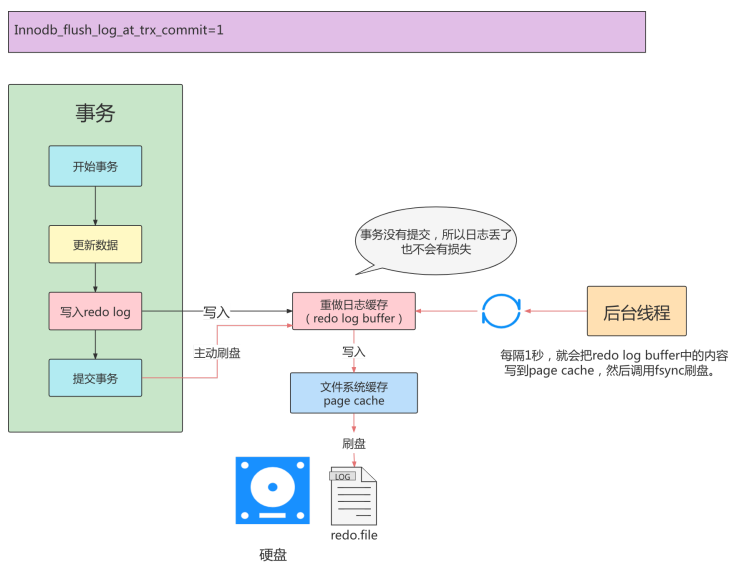 Innodb_flush_log_at_trx_commit=1
事务
开始事务
更新数据
写入redo log
提交事务
写入
主动刷盘
事务没有提交，所以日志丢了
也不会有损失
重做日志缓存
（redo log buffer）
写入
文件系统缓存
page cache
刷盘
LOG
redo.file
硬盘
后台线程
每隔1秒，就会把redo log buffer中的内容
写到page cache，然后调用fsync刷盘。